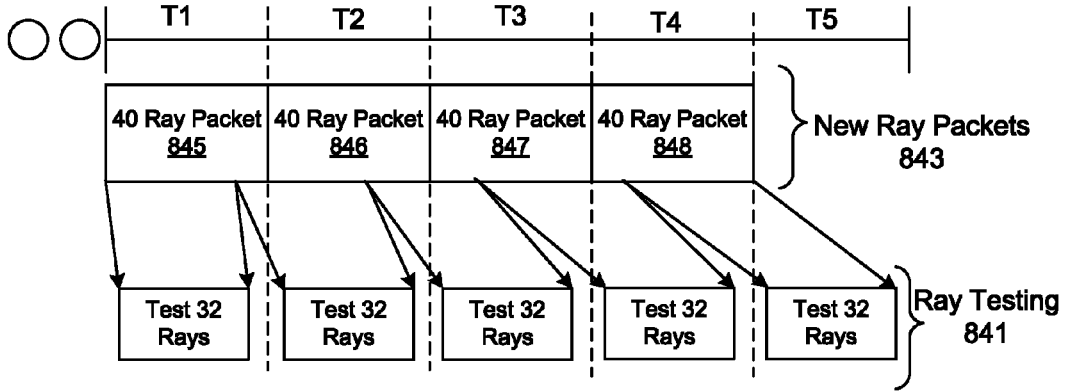 T1 T2 T3 T4 T5
40 Ray Packet 40 Ray Packet 40 Ray Packet 40 Ray Packet
845 846 847 848
New Ray Packets
843
Test 32 Test 32 Test 32 Test 32 Test 32
Rays Rays Rays Rays Rays
Ray Testing
841